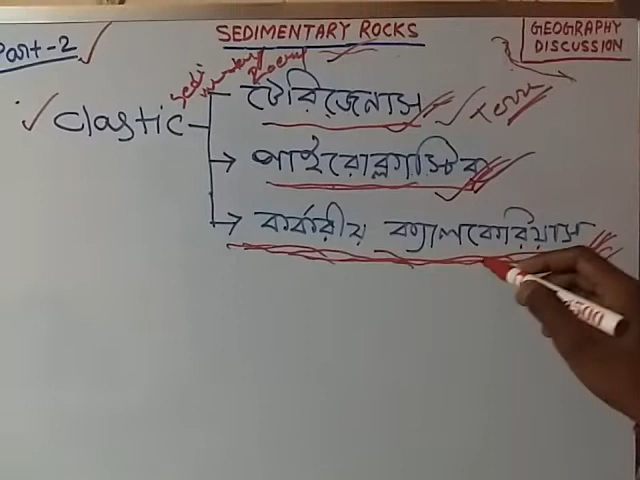 SEDIMENTARY ROCKS
GEOGRAPHY
DISCUSSION
Part-2
Clastic
টেরিজেনাস
পাইরোক্লাস্টিক
কার্বনীয় ক্যালকেরিয়াস